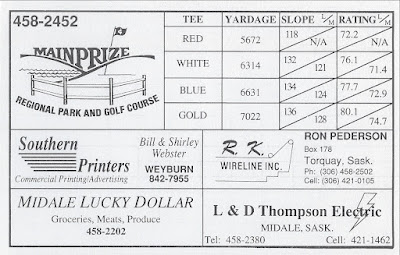 458-2452
MAINPRIZE
REGIONAL PARK AND GOLF COURSE
TEE YARDAGE SLOPE L/M RATING L/M
RED 5672 118 N/A 72.2 N/A
WHITE 6314 132 121 76.1 71.4
BLUE 6631 134 124 77.7 72.9
GOLD 7022 136 128 80.1 74.7
Southern
Printers
Commercial Printing/Advertising
Bill & Shirley
Webster
WEYBURN
842-7955
R. K.
WIRELINE INC.
RON PEDERSON
Box 178
Torquay, Sask.
Ph: (306) 458-2502
Cell: (306) 421-0105
MIDALE LUCKY DOLLAR
Groceries, Meats, Produce
458-2202
L & D Thompson Electric
MIDALE, SASK.
Tel: 458-2380 Cell: 421-1462